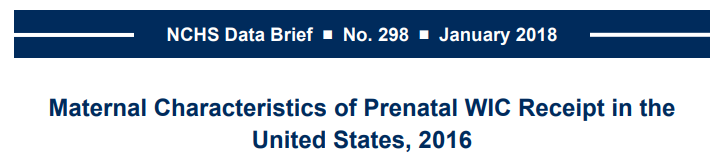 NCHS Data Brief ■ No. 298 ■ January 2018
Maternal Characteristics of Prenatal WIC Receipt in the
United States, 2016